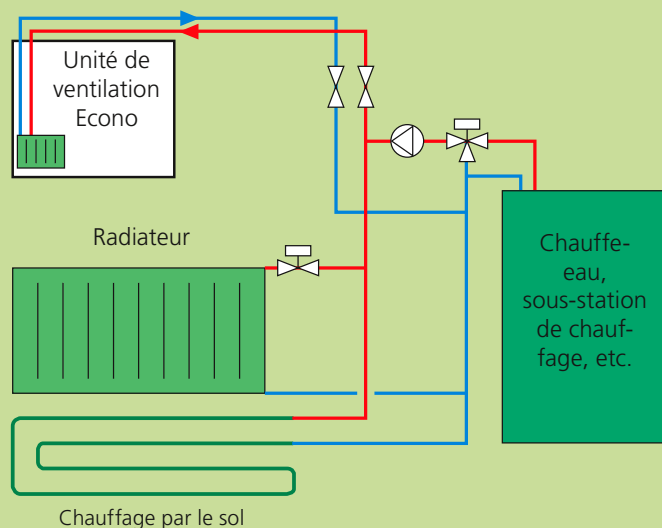 Unité de
ventilation
Econo
Radiateur
Chauffe-
eau,
sous-station
de chauf-
fage, etc.
Chauffage par le sol